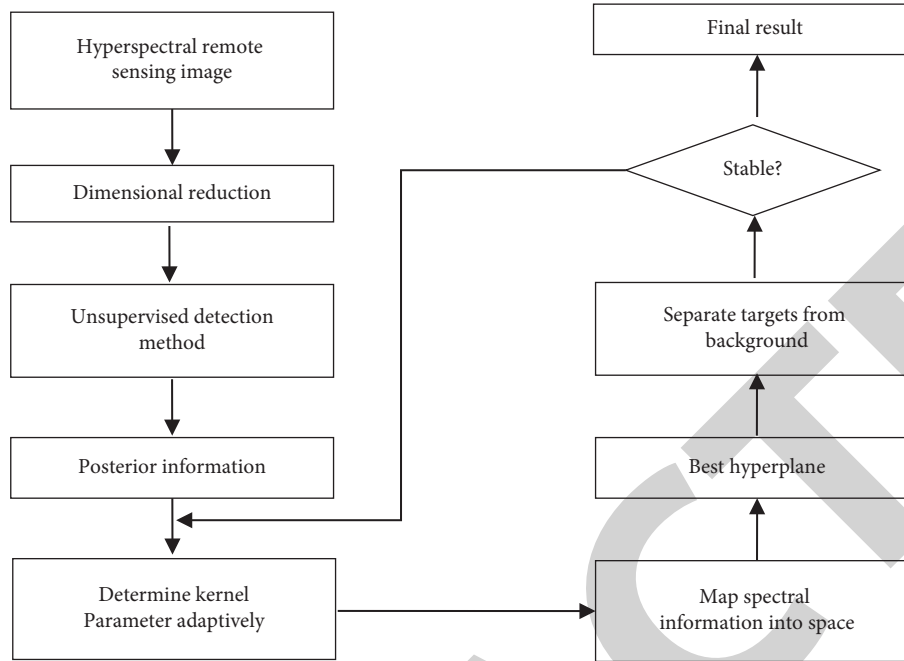 Hyperspectral remote
sensing image
Dimensional reduction
Unsupervised detection
method
Posterior information
Determine kernel
Parameter adaptively
Map spectral
information into space
Best hyperplane
Separate targets from
background
Stable?
Final result